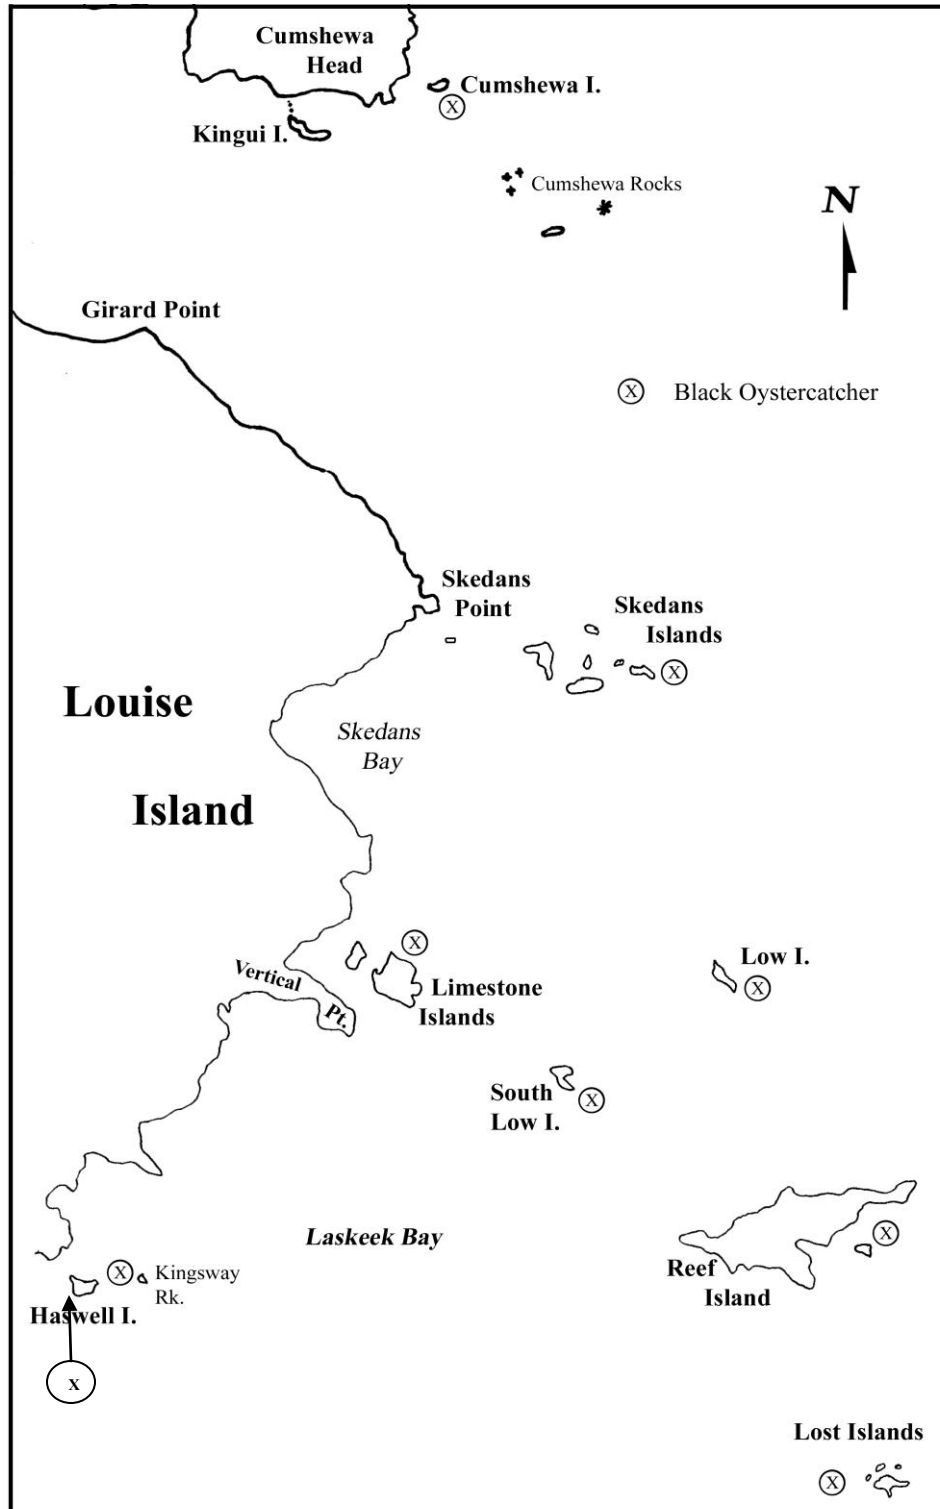 Cumshewa
Head
Cumshewa I.
X
Kingui I.
Cumshewa Rocks
N
Girard Point
X Black Oystercatcher
Skedans
Point
Skedans
Islands
X
Louise
Island
Skedans
Bay
X
Vertical
Pt.
Limestone
Islands
Low I.
X
South
Low I.
X
Laskeek Bay
X
Reef
Island
X
Kingsway
Rk.
Haswell I.
x
Lost Islands
X